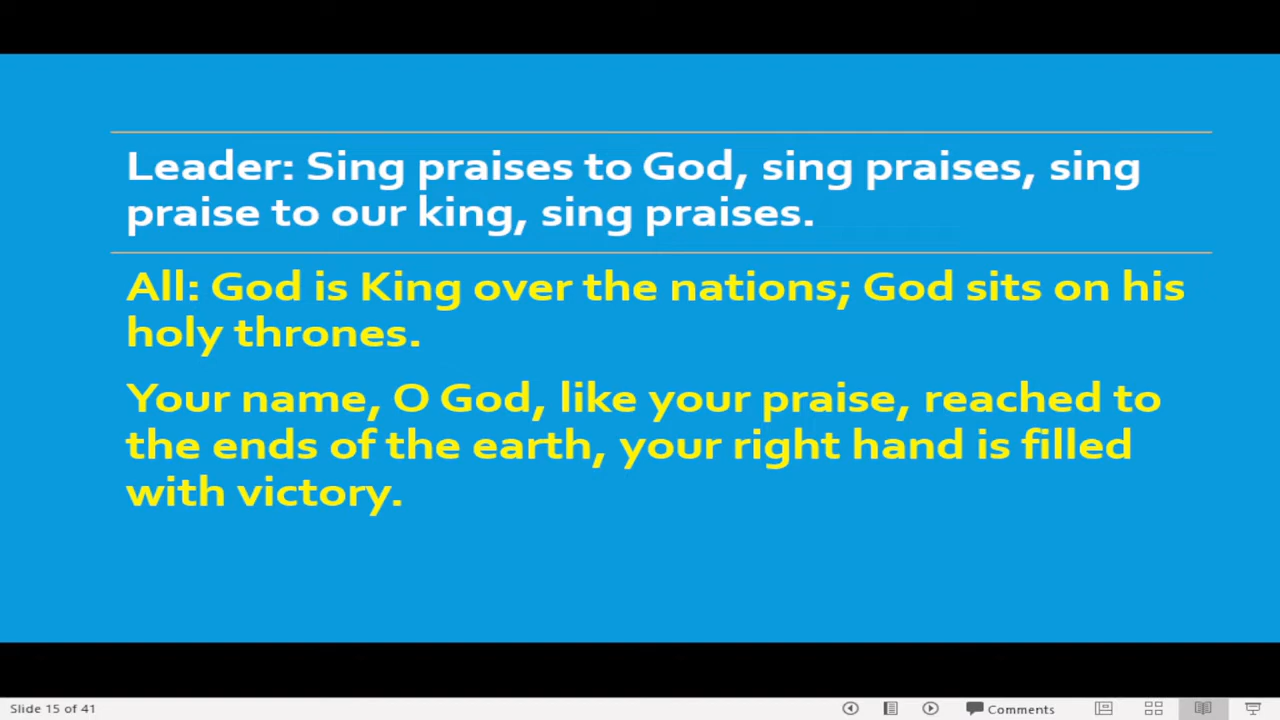 Leader: Sing praises to God, sing praises, sing
praise to our king, sing praises.
All: God is King over the nations; God sits on his
holy thrones.
Your name, O God, like your praise, reached to
the ends of the earth, your right hand is filled
with victory.
Slide 15 of 41
Comments